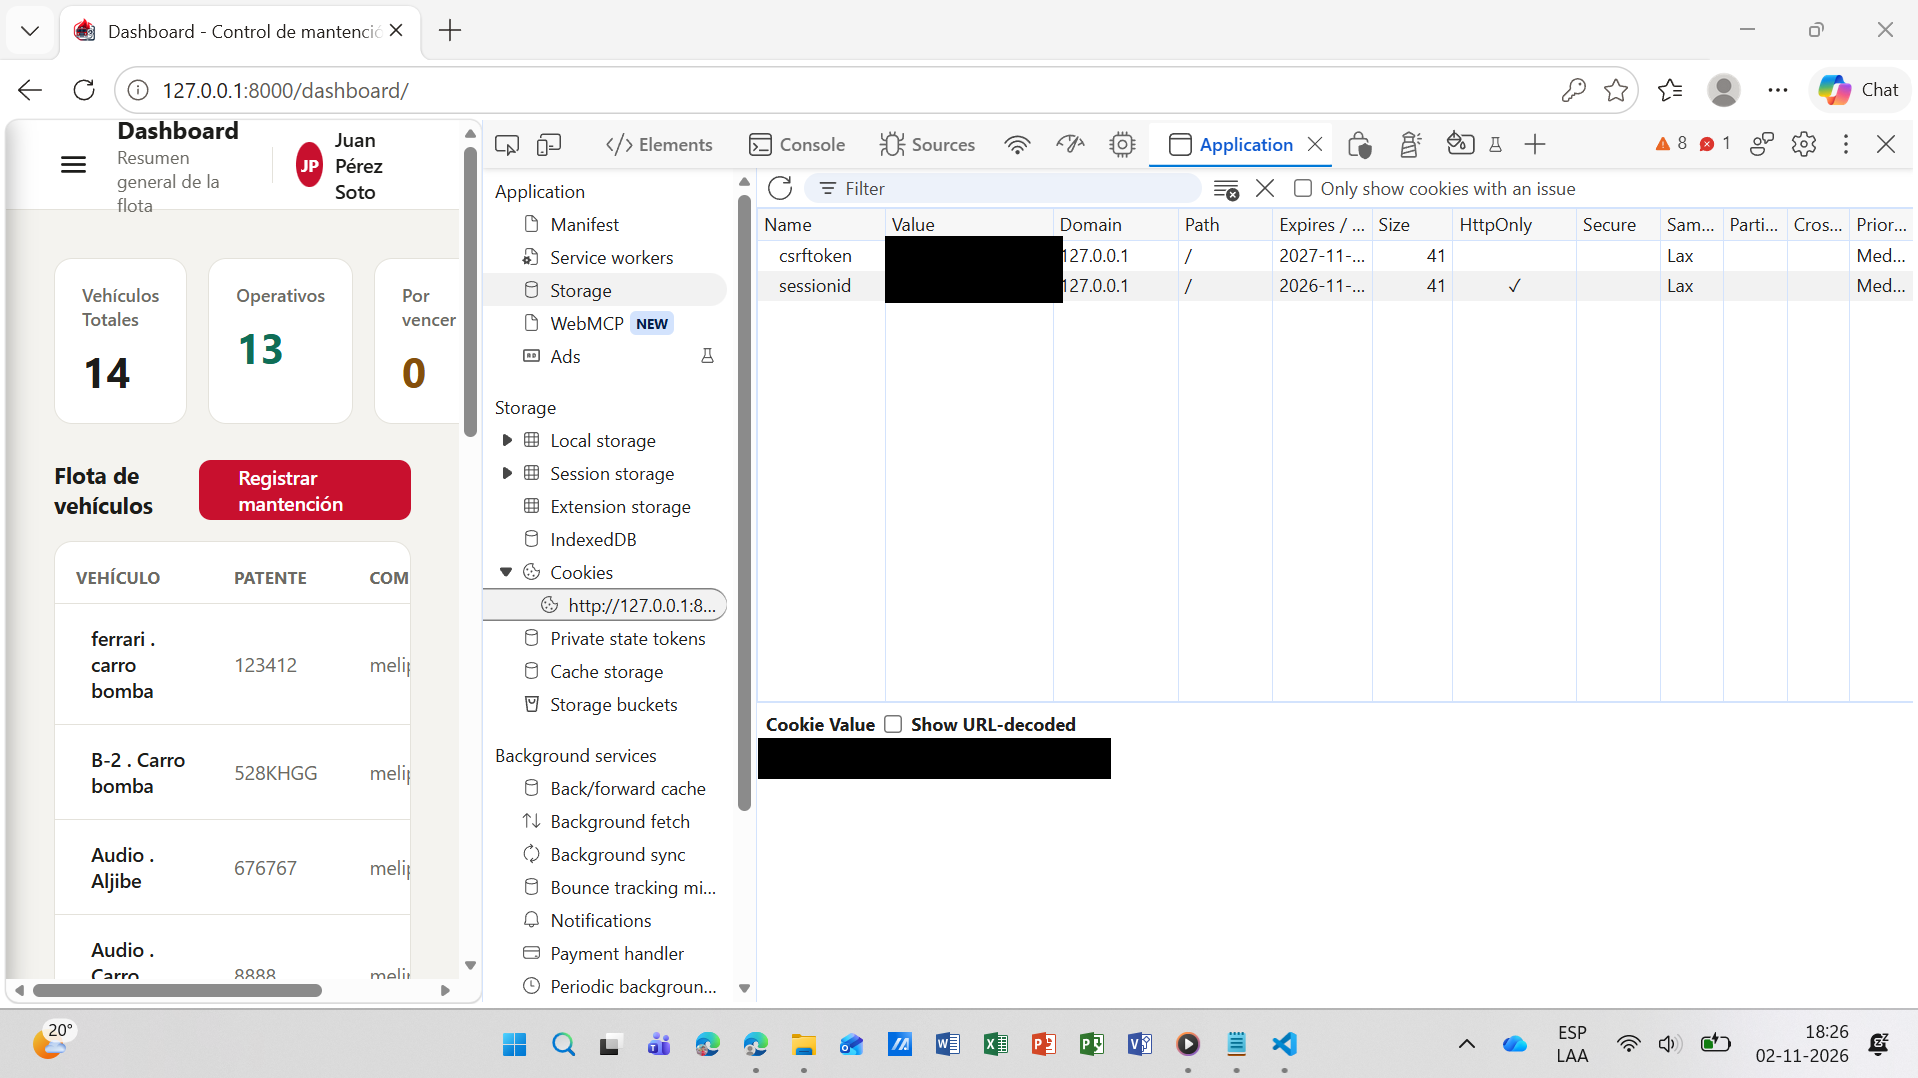 Dashboard - Control de mantenció
127.0.0.1:8000/dashboard/
Chat
Dashboard
Resumen
general de la
flota
JP
Juan
Pérez
Soto
Vehículos
Totales
14
Operativos
13
Por
vencer
0
Flota de
vehículos
Registrar
mantención
VEHÍCULO PATENTE COM
ferrari .
carro
bomba
123412
melip
B-2 . Carro
bomba
528KHGG
melip
Audio .
Aljibe
676767
melip
Audio .
Carro
8888
melip
Elements
Console
Sources
Application
8
1
Application
Manifest
Service workers
Storage
WebMCP NEW
Ads
Storage
Local storage
Session storage
Extension storage
IndexedDB
Cookies
http://127.0.0.1:8...
Private state tokens
Cache storage
Storage buckets
Background services
Back/forward cache
Background fetch
Background sync
Bounce tracking mi...
Notifications
Payment handler
Periodic backgroun...
Filter
Only show cookies with an issue
Name Value Domain Path Expires / ... Size HttpOnly Secure Sam... Parti... Cros... Prior...
csrftoken 127.0.0.1 / 2027-11-... 41 Lax Med...
sessionid 127.0.0.1 / 2026-11-... 41 ✓ Lax Med...
Cookie Value Show URL-decoded
20°
ESP
LAA
18:26
02-11-2026